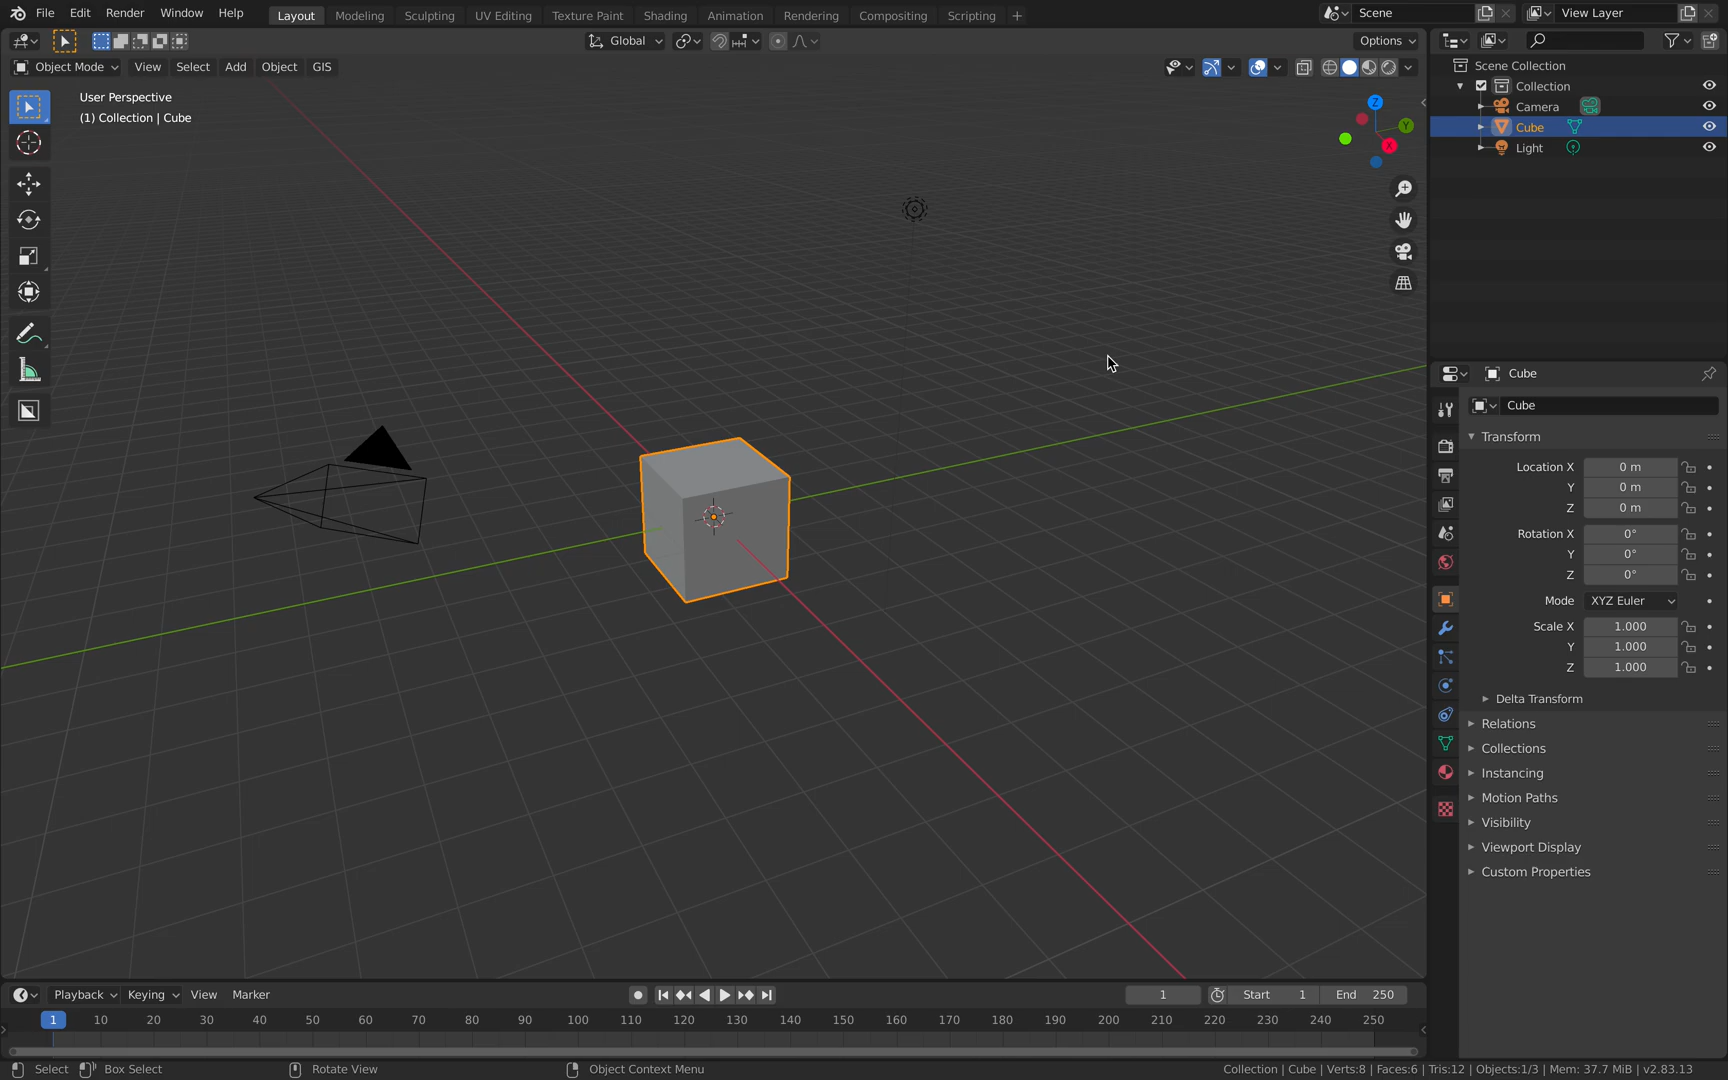 File Edit Render Window Help Layout Modeling Sculpting UV Editing Texture Paint Shading Animation Rendering Compositing Scripting + Scene View Layer
Global Options
Object Mode View Select Add Object GIS
User Perspective
(1) Collection | Cube
Z
Y
X
Scene Collection
Collection
Camera
Cube
Light
Cube
Cube
Transform
Location X 0 m
Y 0 m
Z 0 m
Rotation X 0°
Y 0°
Z 0°
Mode XYZ Euler
Scale X 1.000
Y 1.000
Z 1.000
Delta Transform
Relations
Collections
Instancing
Motion Paths
Visibility
Viewport Display
Custom Properties
Playback Keying View Marker 1 Start 1 End 250
1 10 20 30 40 50 60 70 80 90 100 110 120 130 140 150 160 170 180 190 200 210 220 230 240 250
Select Box Select Rotate View Object Context Menu Collection | Cube | Verts:8 | Faces:6 | Tris:12 | Objects:1/3 | Mem: 37.7 MiB | v2.83.13